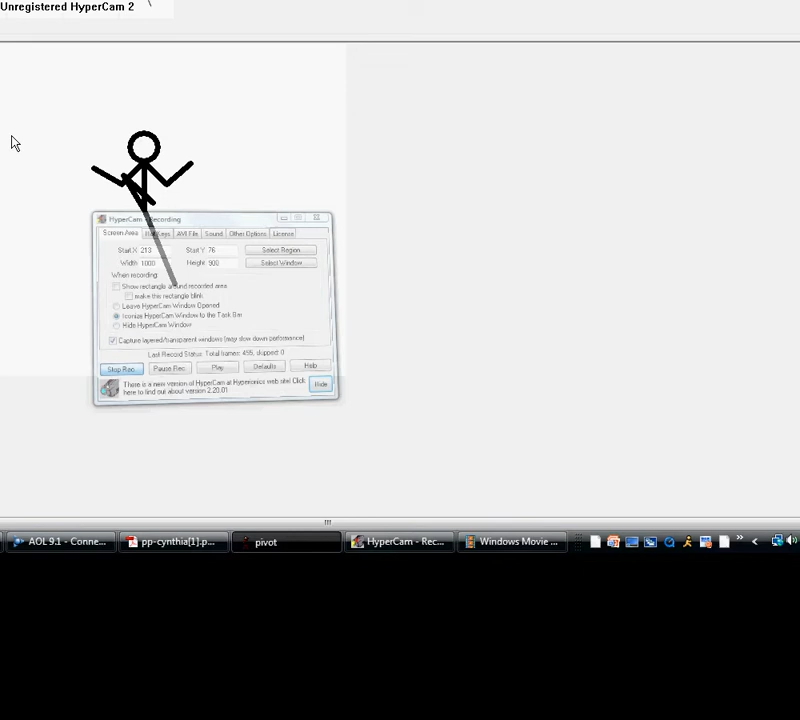 Unregistered HyperCam 2
HyperCam - Recording
Screen Area Hot Keys AVI File Sound Other Options License
Start X 213 Start Y 76 Select Region
Width 1000 Height 900 Select Window
When recording
Show rectangle around recorded area
make this rectangle blink
Leave HyperCam Window Opened
Iconize HyperCam Window to the Task Bar
Hide HyperCam Window
Capture layered/transparent windows (may slow down performance)
Last Record Status: Total frames: 455, dupped: 0
Stop Rec. Pause Rec. Play Defaults Help
There is a new version of HyperCam at Hyperionics web site! Click Hide
here to find out about version 2.20.01
AOL 9.1 - Conne... pp-cynthia[1].p... pivot HyperCam - Rec... Windows Movie ...